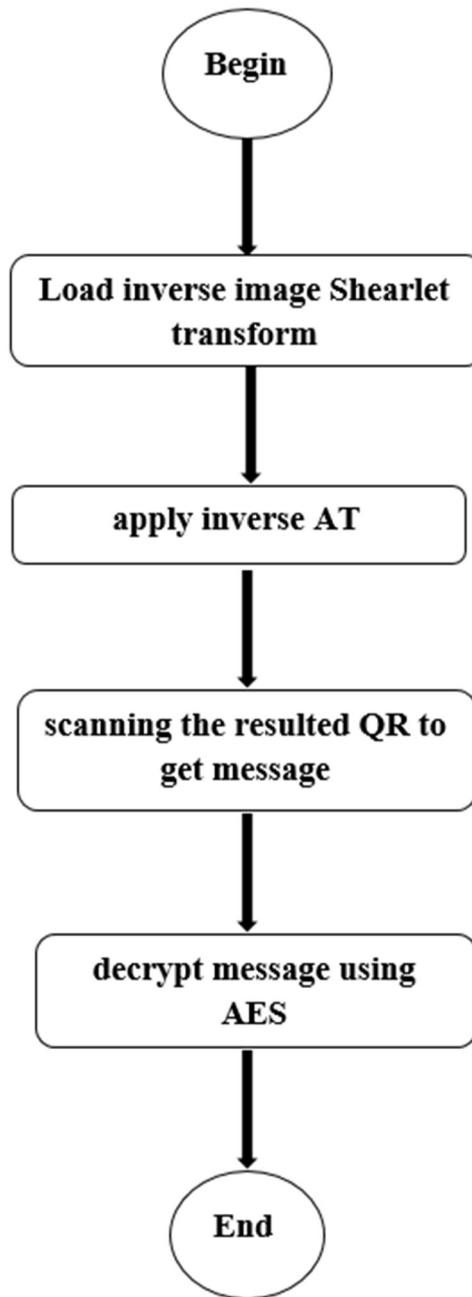 Begin
Load inverse image Shearlet
transform
apply inverse AT
scanning the resulted QR to
get message
decrypt message using
AES
End